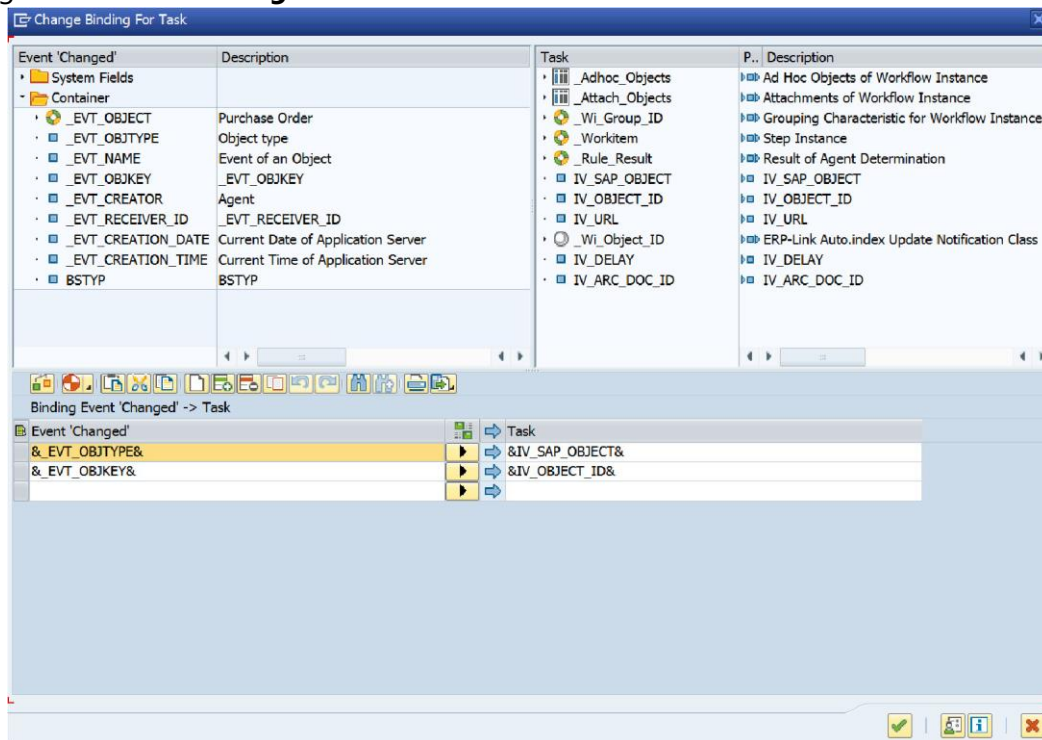 Change Binding For Task
Event 'Changed' Description Task P.. Description
System Fields _Adhoc_Objects Ad Hoc Objects of Workflow Instance
Container _Attach_Objects Attachments of Workflow Instance
_EVT_OBJECT Purchase Order _Wi_Group_ID Grouping Characteristic for Workflow Instance
_EVT_OBJTYPE Object type _Workitem Step Instance
_EVT_NAME Event of an Object _Rule_Result Result of Agent Determination
_EVT_OBJKEY _EVT_OBJKEY IV_SAP_OBJECT IV_SAP_OBJECT
_EVT_CREATOR Agent IV_OBJECT_ID IV_OBJECT_ID
_EVT_RECEIVER_ID _EVT_RECEIVER_ID IV_URL IV_URL
_EVT_CREATION_DATE Current Date of Application Server _Wi_Object_ID ERP-Link Auto.index Update Notification Class
_EVT_CREATION_TIME Current Time of Application Server IV_DELAY IV_DELAY
BSTYP BSTYP IV_ARC_DOC_ID IV_ARC_DOC_ID
Binding Event 'Changed' -> Task
Event 'Changed' Task
&_EVT_OBJTYPE& &IV_SAP_OBJECT&
&_EVT_OBJKEY& &IV_OBJECT_ID&